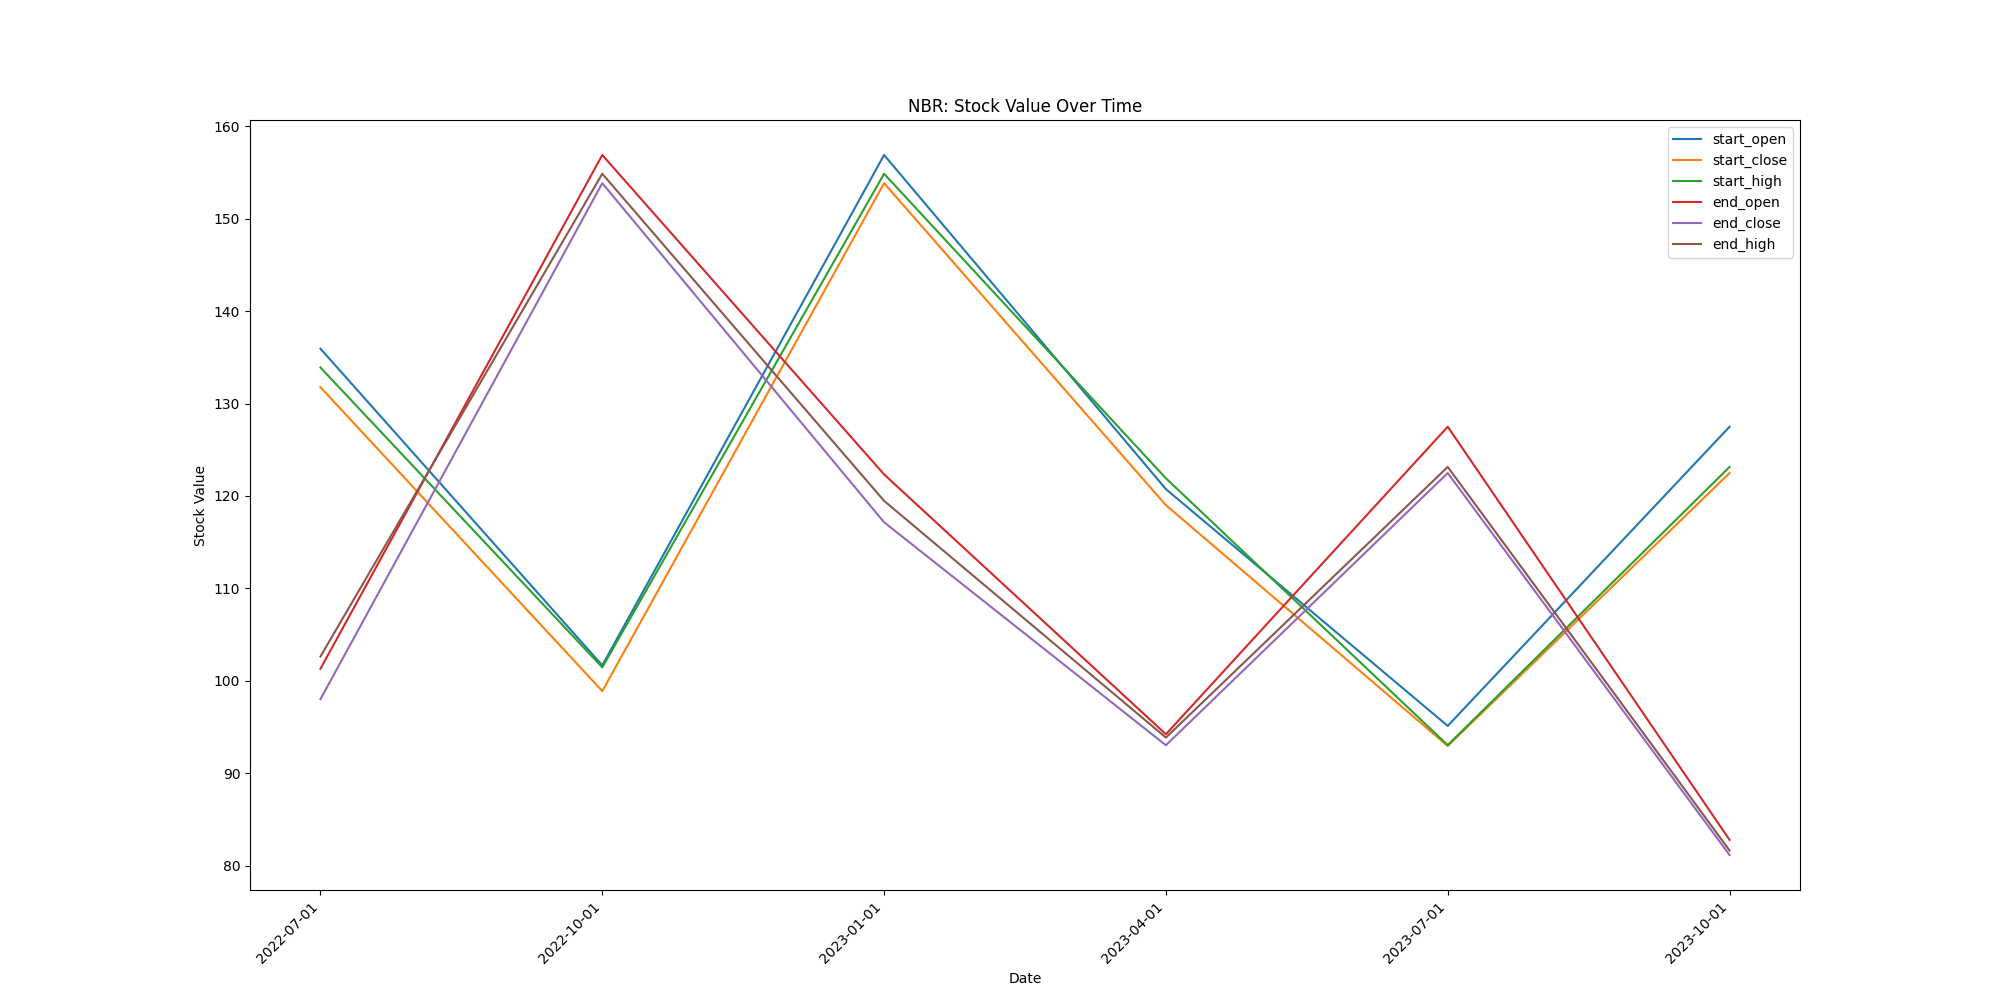 NBR: Stock Value Over Time
160
150
140
130
120
110
100
90
80
Stock Value
start_open
start_close
start_high
end_open
end_close
end_high
2022-07-01
2022-10-01
2023-01-01
2023-04-01
2023-07-01
2023-10-01
Date